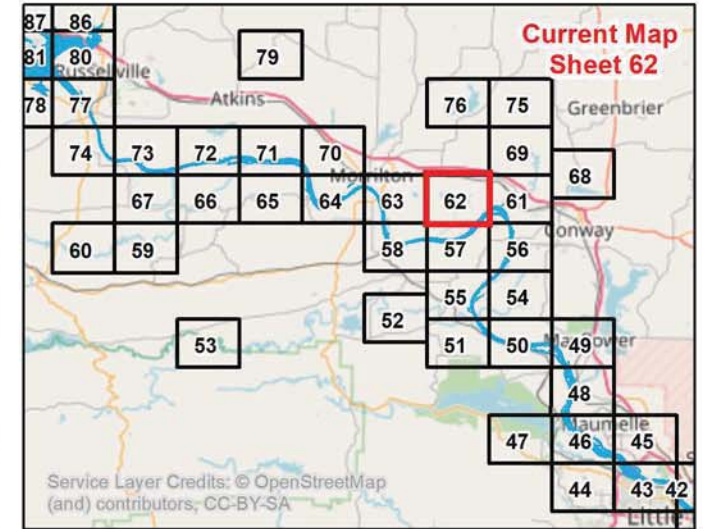 87 86
Current Map
Sheet 62
81 80 79
Russellville
78 77 Atkins 76 75 Greenbrier
74 73 72 71 70 69
Morrilton 68
67 66 65 64 63 62 61
Conway
60 59 58 57 56
55 54
53 52 51 50 49
48
Maumelle
47 46 45
Service Layer Credits: © OpenStreetMap
(and) contributors, CC-BY-SA
44 43 42
Little